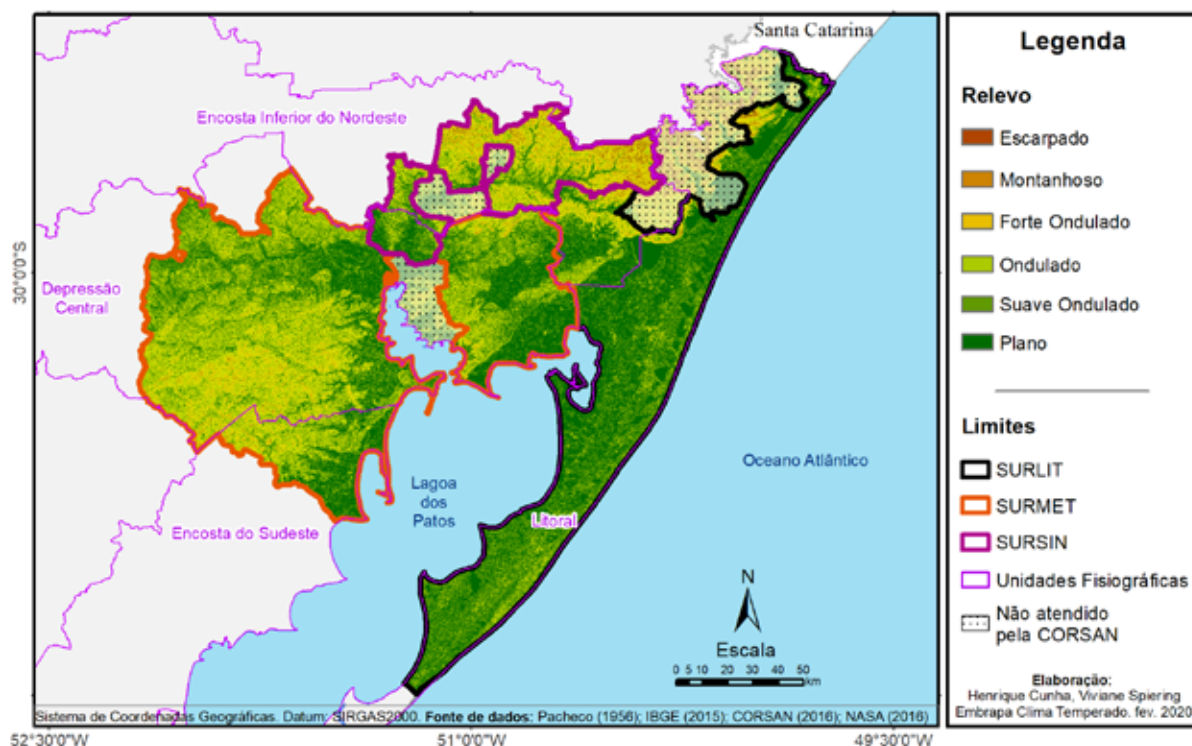 Santa Catarina
Encosta Inferior do Nordeste
30°0'0"S
Depressão
Central
Oceano Atlântico
Lagoa
dos
Patos
Litoral
Encosta do Sudeste
N
Escala
0 5 10 20 30 40 50
km
Sistema de Coordenadas Geográficas. Datum: SIRGAS2000. Fonte de dados: Pacheco (1956); IBGE (2015); CORSAN (2016); NASA (2016)
52°30'0"W 51°0'0"W 49°30'0"W
Legenda
Relevo
Escarpado
Montanhoso
Forte Ondulado
Ondulado
Suave Ondulado
Plano
Limites
SURLIT
SURMET
SURSIN
Unidades Fisiográficas
Não atendido
pela CORSAN
Elaboração:
Henrique Cunha, Viviane Spiering
Embrapa Clima Temperado. fev. 2020